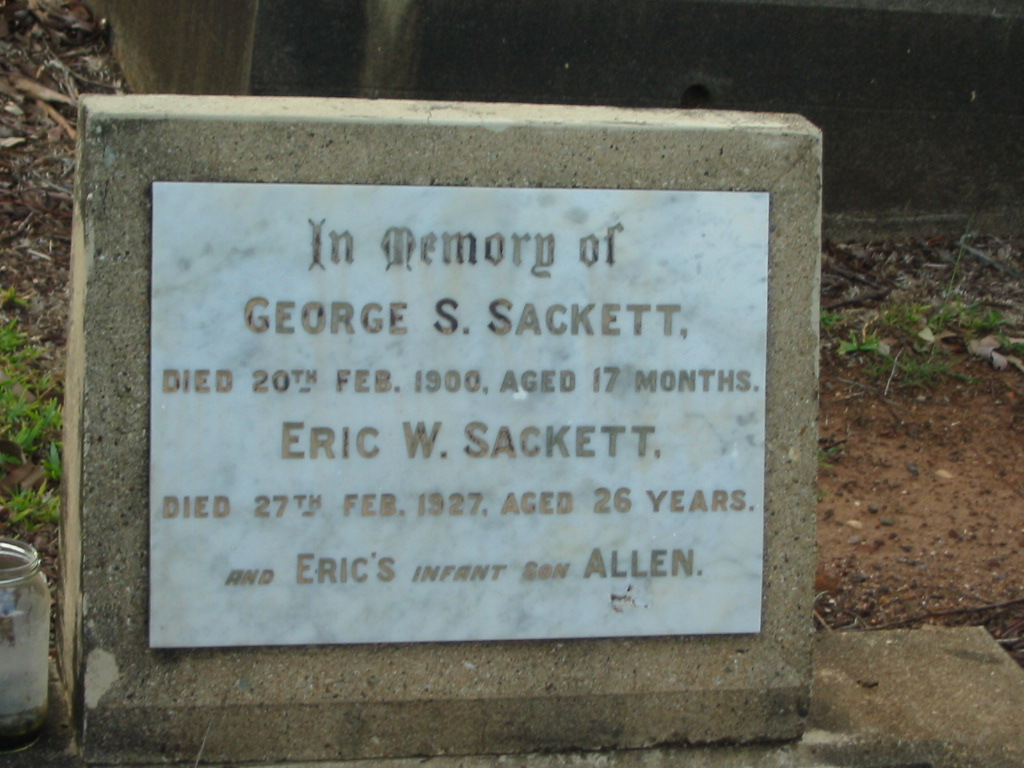 In Memory of
GEORGE S. SACKETT,
DIED 20TH FEB. 1900, AGED 17 MONTHS.
ERIC W. SACKETT,
DIED 27TH FEB. 1927, AGED 26 YEARS.
AND ERIC'S INFANT SON ALLEN.